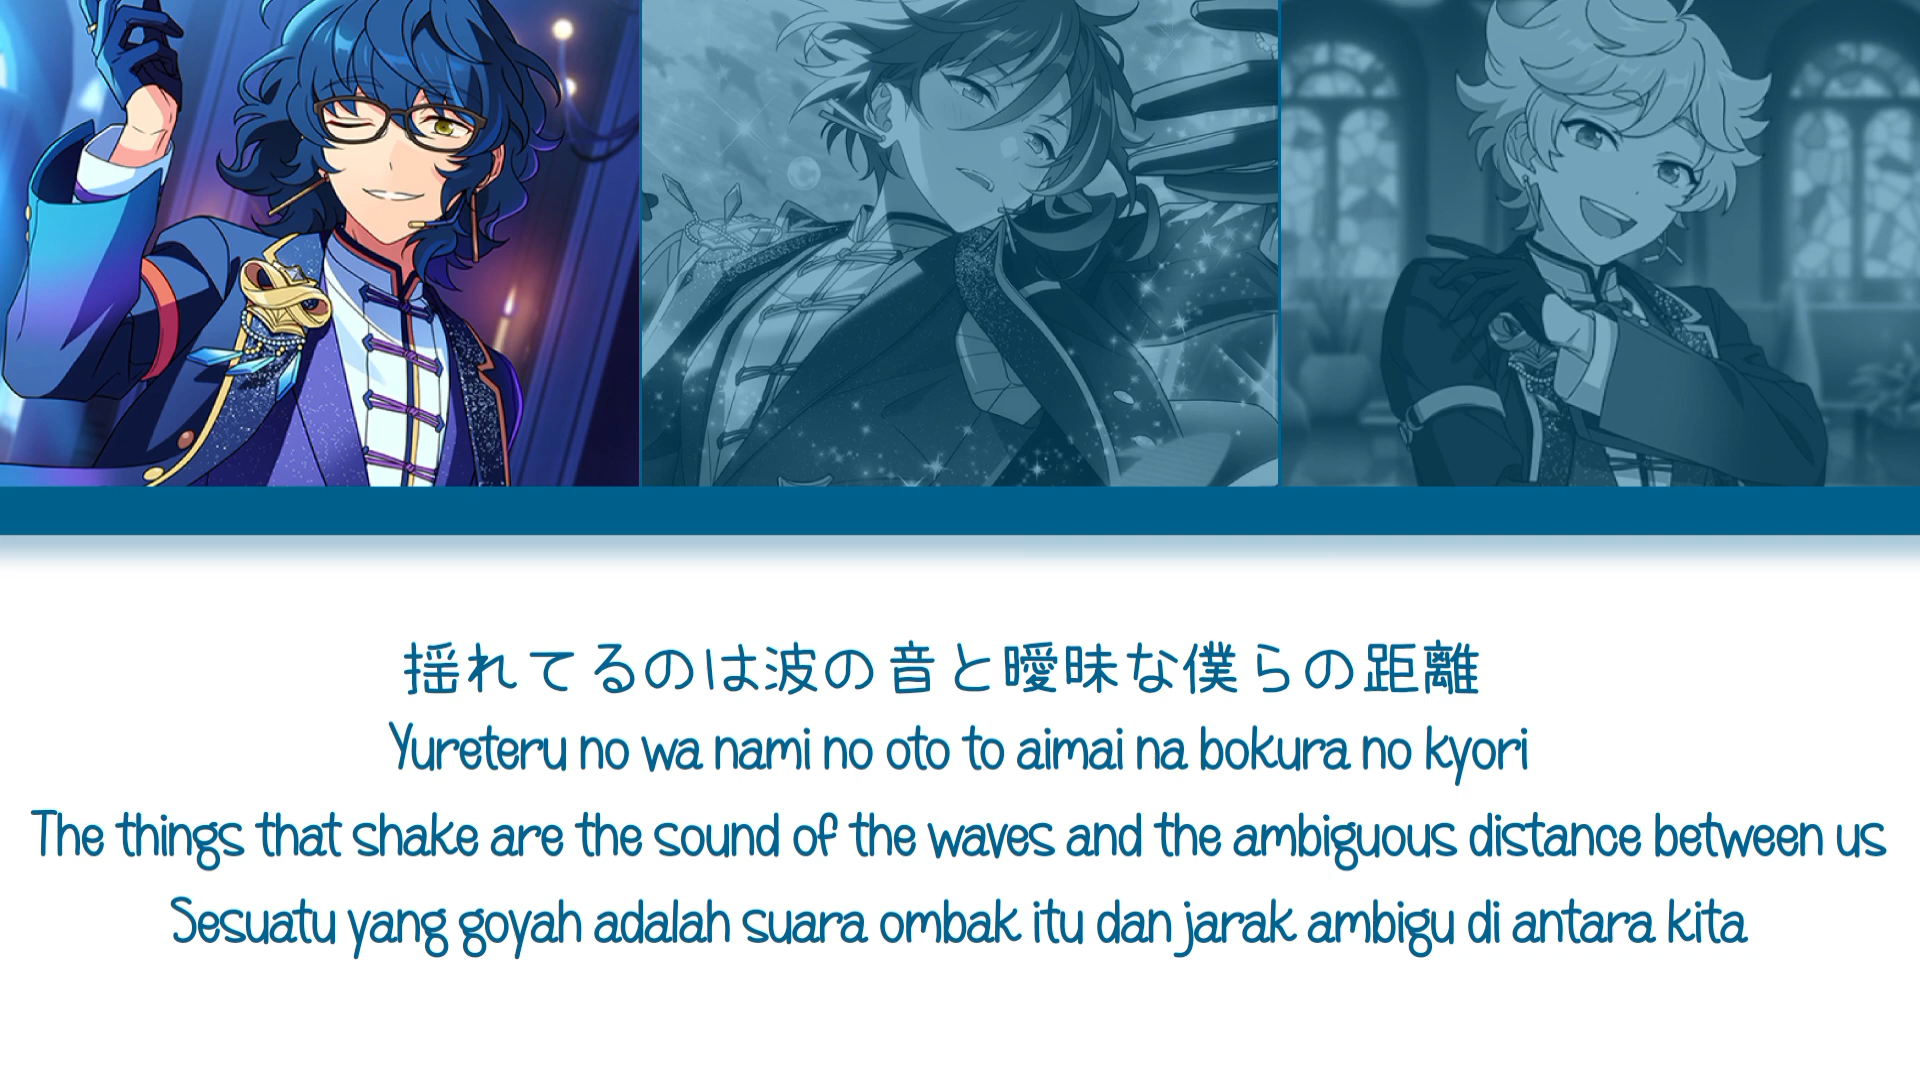 揺れてるのは波の音と曖昧な僕らの距離
Yureteru no wa nami no oto to aimai na bokura no kyori
The things that shake are the sound of the waves and the ambiguous distance between us
Sesuatu yang goyah adalah suara ombak itu dan jarak ambigu di antara kita